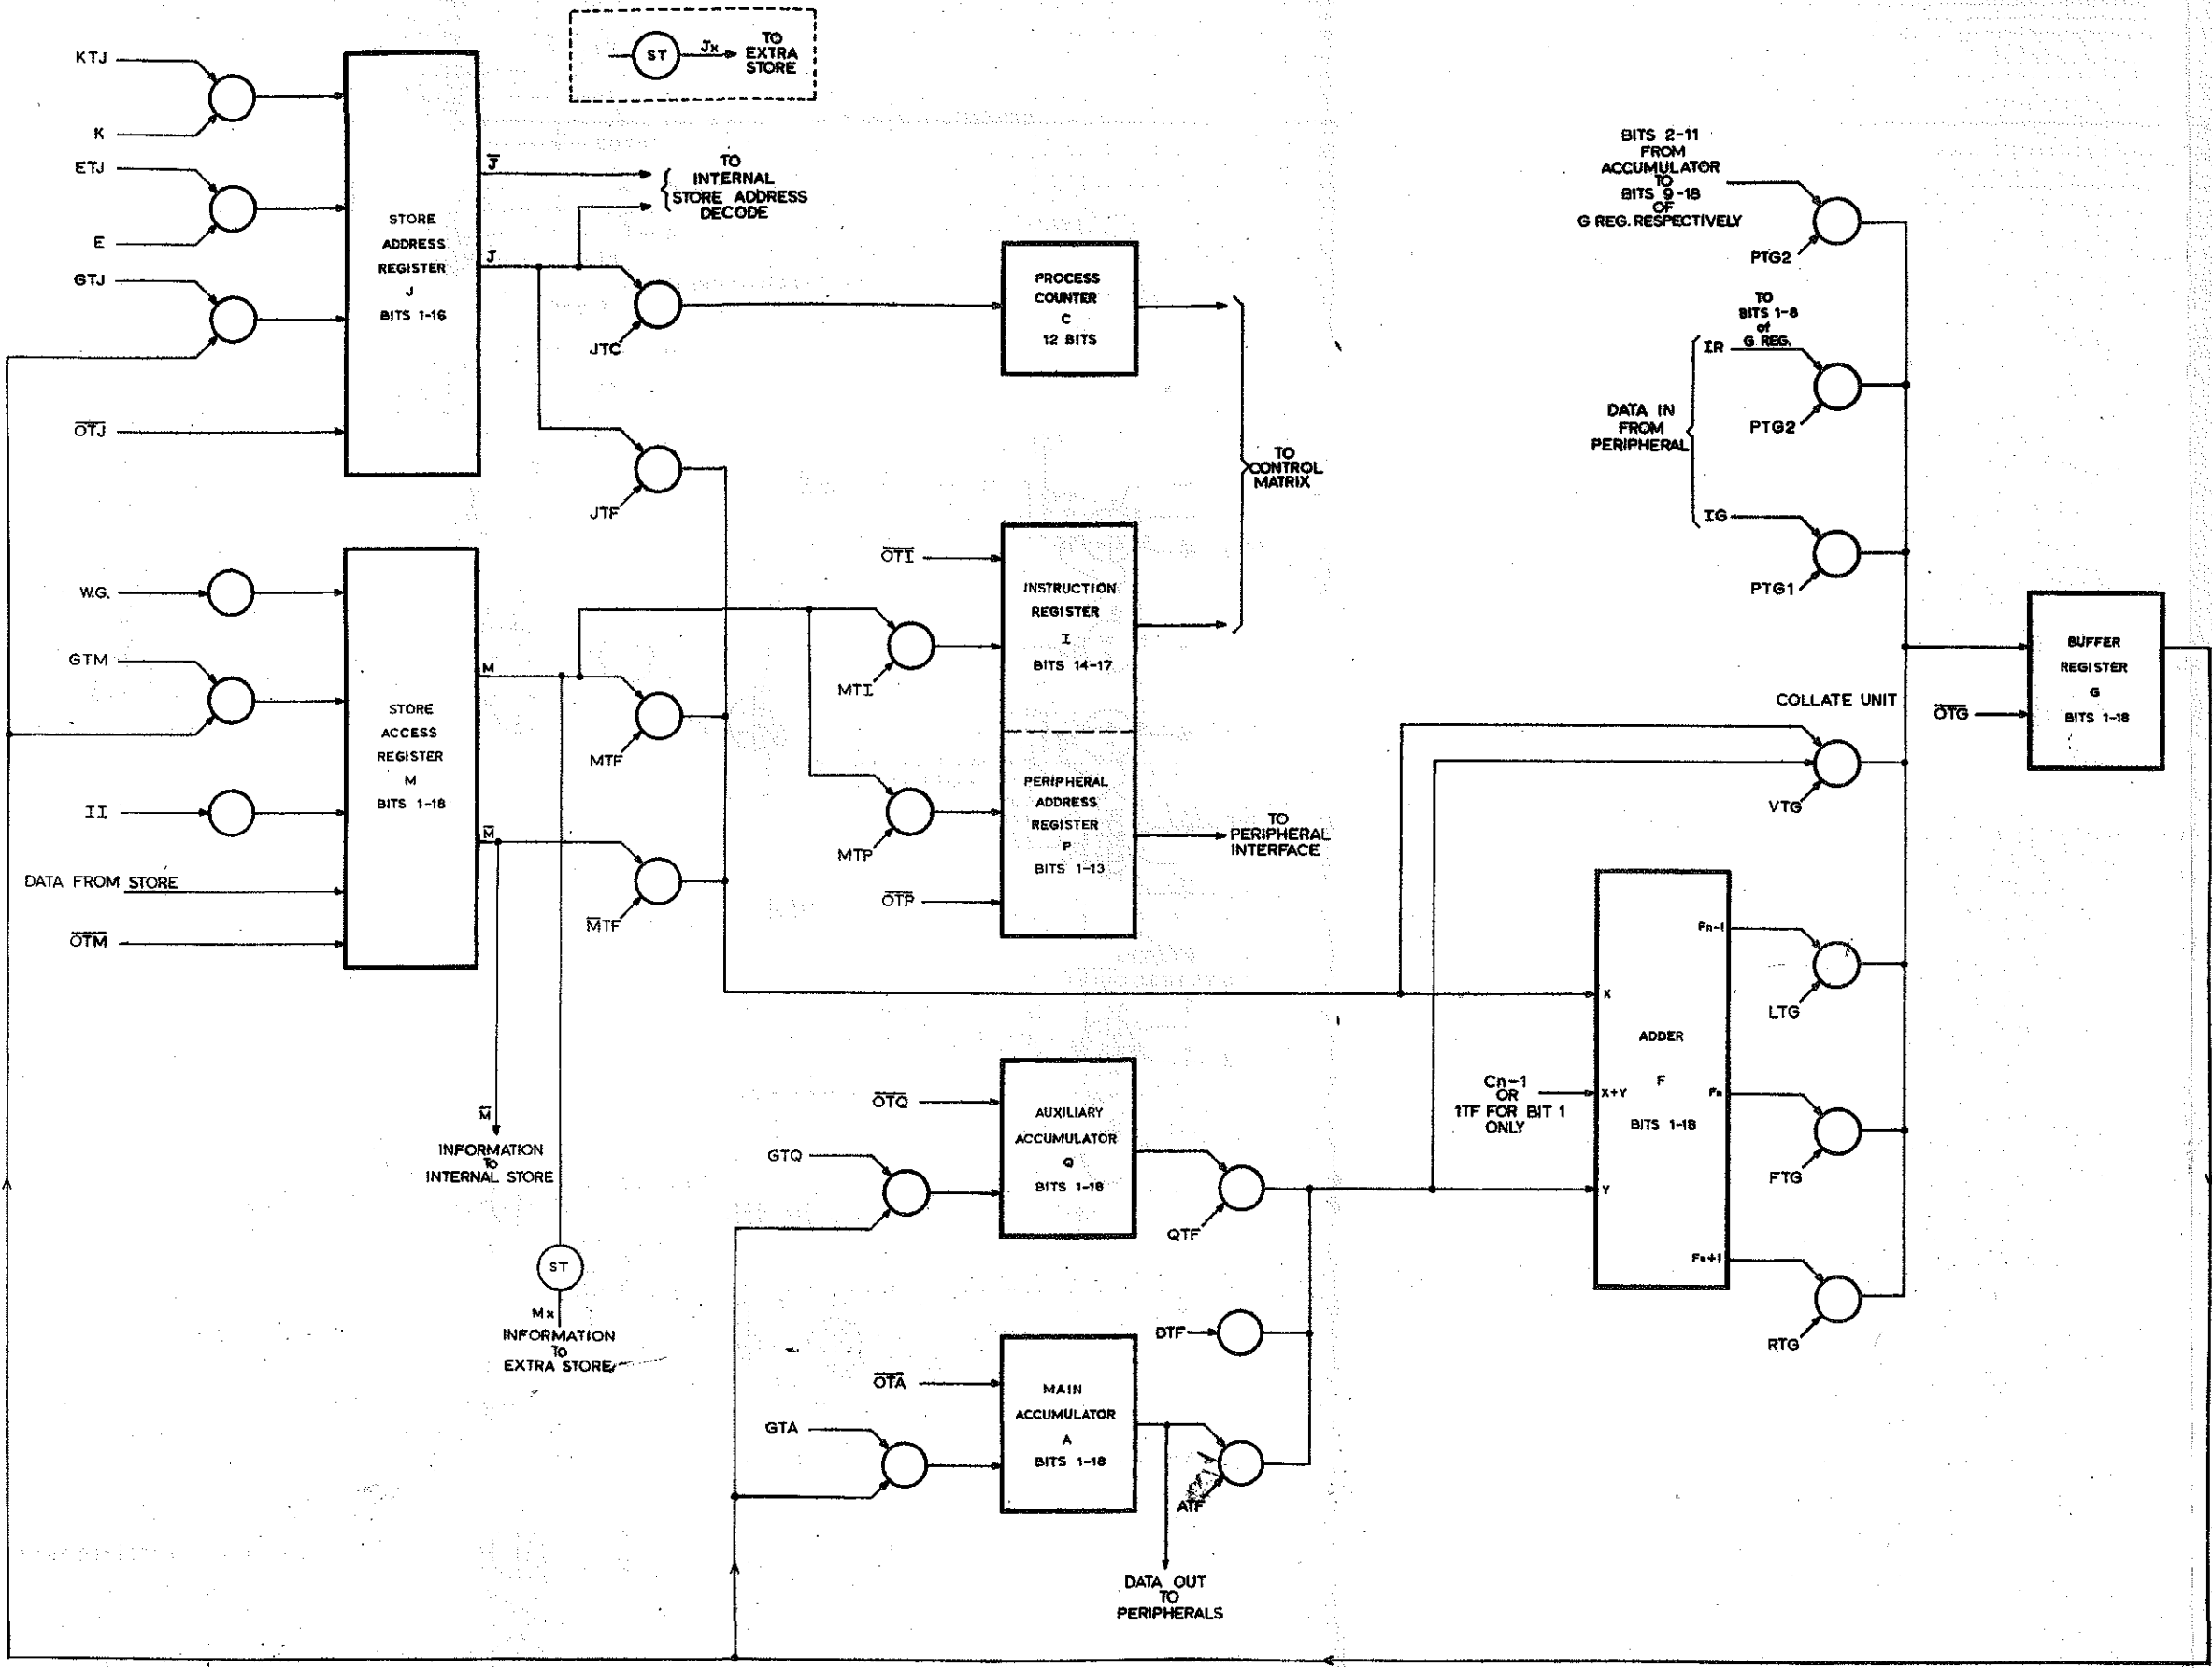 KTJ
K
ETJ
E
GTJ
O̅T̅J̅
STORE
ADDRESS
REGISTER
J
BITS 1-16
ST
Jx
TO
EXTRA
STORE
J̅
J
TO
INTERNAL
STORE ADDRESS
DECODE
JTC
JTF
PROCESS
COUNTER
C
12 BITS
TO
CONTROL
MATRIX
W.G.
GTM
II
DATA FROM STORE
O̅T̅M̅
STORE
ACCESS
REGISTER
M
BITS 1-18
M
M̅
MTF
M̅TF
MTI
MTP
O̅T̅I̅
INSTRUCTION
REGISTER
I
BITS 14-17
PERIPHERAL
ADDRESS
REGISTER
P
BITS 1-13
O̅T̅P̅
TO
PERIPHERAL
INTERFACE
M̅
INFORMATION
TO
INTERNAL STORE
ST
Mx
INFORMATION
TO
EXTRA STORE
O̅T̅Q̅
GTQ
AUXILIARY
ACCUMULATOR
Q
BITS 1-18
QTF
DTF
O̅T̅A̅
GTA
MAIN
ACCUMULATOR
A
BITS 1-18
ATF
DATA OUT
TO
PERIPHERALS
BITS 2-11
FROM
ACCUMULATOR
TO
BITS 9-18
OF
G REG. RESPECTIVELY
PTG2
TO
BITS 1-8
of
G REG.
IR
PTG2
DATA IN
FROM
PERIPHERAL
IG
PTG1
COLLATE UNIT
VTG
X
ADDER
F
BITS 1-18
Cn-1
OR
1TF FOR BIT 1
ONLY
X+Y
Y
Fn-1
Fn
Fn+1
LTG
FTG
RTG
BUFFER
REGISTER
G
BITS 1-18
O̅T̅G̅